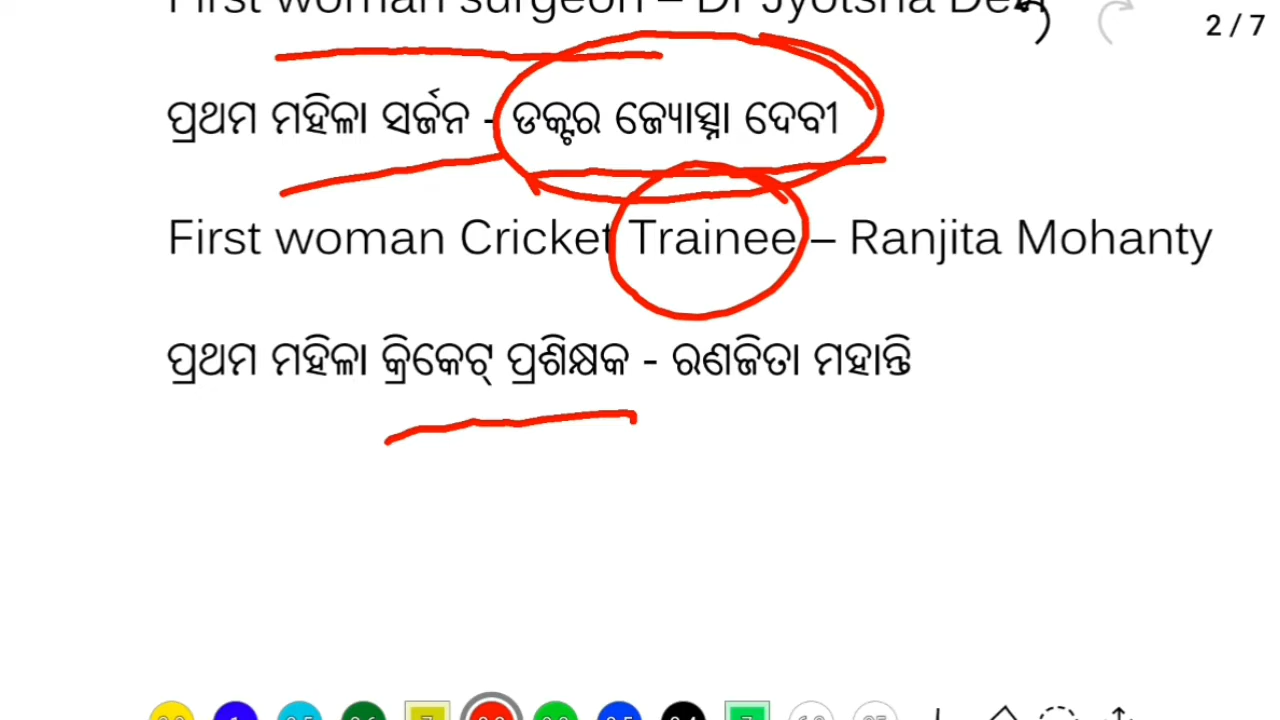 First woman surgeon – Dr Jyotsna Devi
2 / 7
ପ୍ରଥମ ମହିଳା ସର୍ଜନ - ଡକ୍ଟର ଜ୍ୟୋତ୍ସ୍ନା ଦେବୀ
First woman Cricket Trainee – Ranjita Mohanty
ପ୍ରଥମ ମହିଳା କ୍ରିକେଟ୍ ପ୍ରଶିକ୍ଷକ - ରଣଜିତା ମହାନ୍ତି